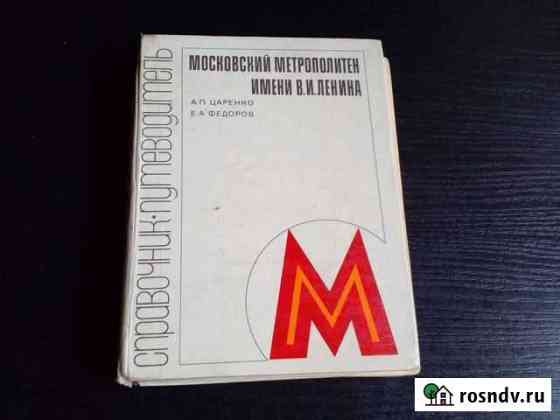 справочник·путеводитель
МОСКОВСКИЙ МЕТРОПОЛИТЕН
ИМЕНИ В.И.ЛЕНИНА
А.П. ЦАРЕНКО
Е.А. ФЕДОРОВ
М
rosndv.ru